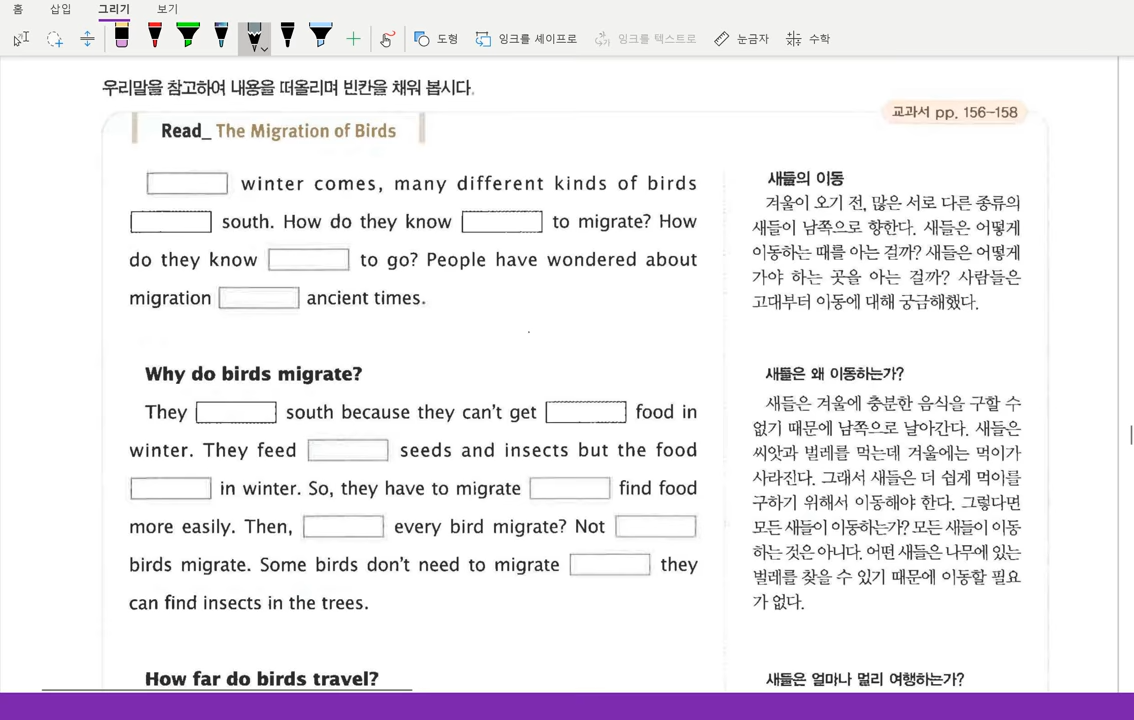 홈 삽입 그리기 보기
도형 잉크를 셰이프로 잉크를 텍스트로 눈금자 수학
우리말을 참고하여 내용을 떠올리며 빈칸을 채워 봅시다.
교과서 pp. 156~158
Read_ The Migration of Birds
winter comes, many different kinds of birds
south. How do they know to migrate? How
do they know to go? People have wondered about
migration ancient times.
새들의 이동
겨울이 오기 전, 많은 서로 다른 종류의
새들이 남쪽으로 향한다. 새들은 어떻게
이동하는 때를 아는 걸까? 새들은 어떻게
가야 하는 곳을 아는 걸까? 사람들은
고대부터 이동에 대해 궁금해했다.
Why do birds migrate?
They south because they can't get food in
winter. They feed seeds and insects but the food
in winter. So, they have to migrate find food
more easily. Then, every bird migrate? Not
birds migrate. Some birds don't need to migrate they
can find insects in the trees.
새들은 왜 이동하는가?
새들은 겨울에 충분한 음식을 구할 수
없기 때문에 남쪽으로 날아간다. 새들은
씨앗과 벌레를 먹는데 겨울에는 먹이가
사라진다. 그래서 새들은 더 쉽게 먹이를
구하기 위해서 이동해야 한다. 그렇다면
모든 새들이 이동하는가? 모든 새들이 이동
하는 것은 아니다. 어떤 새들은 나무에 있는
벌레를 찾을 수 있기 때문에 이동할 필요
가 없다.
How far do birds travel?
새들은 얼마나 멀리 여행하는가?